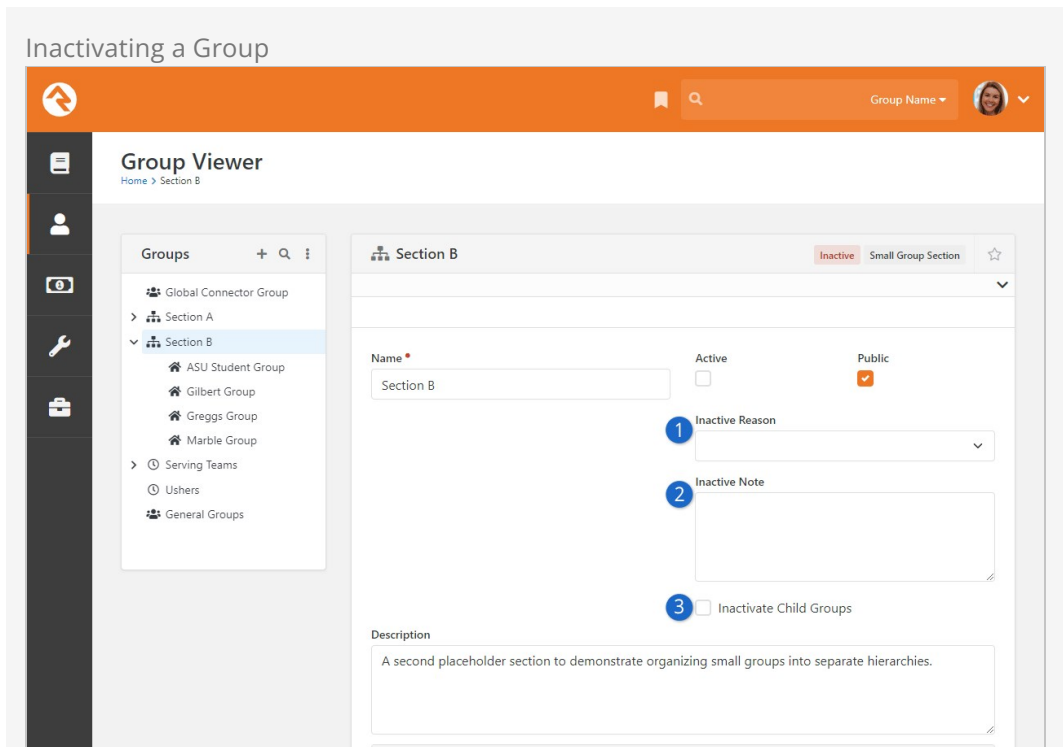 Inactivating a Group
Group Name
Group Viewer
Home > Section B
Groups
Global Connector Group
Section A
Section B
ASU Student Group
Gilbert Group
Greggs Group
Marble Group
Serving Teams
Ushers
General Groups
Section B
Inactive Small Group Section
Name
Active
Public
Section B
1 Inactive Reason
2 Inactive Note
3 Inactivate Child Groups
Description
A second placeholder section to demonstrate organizing small groups into separate hierarchies.